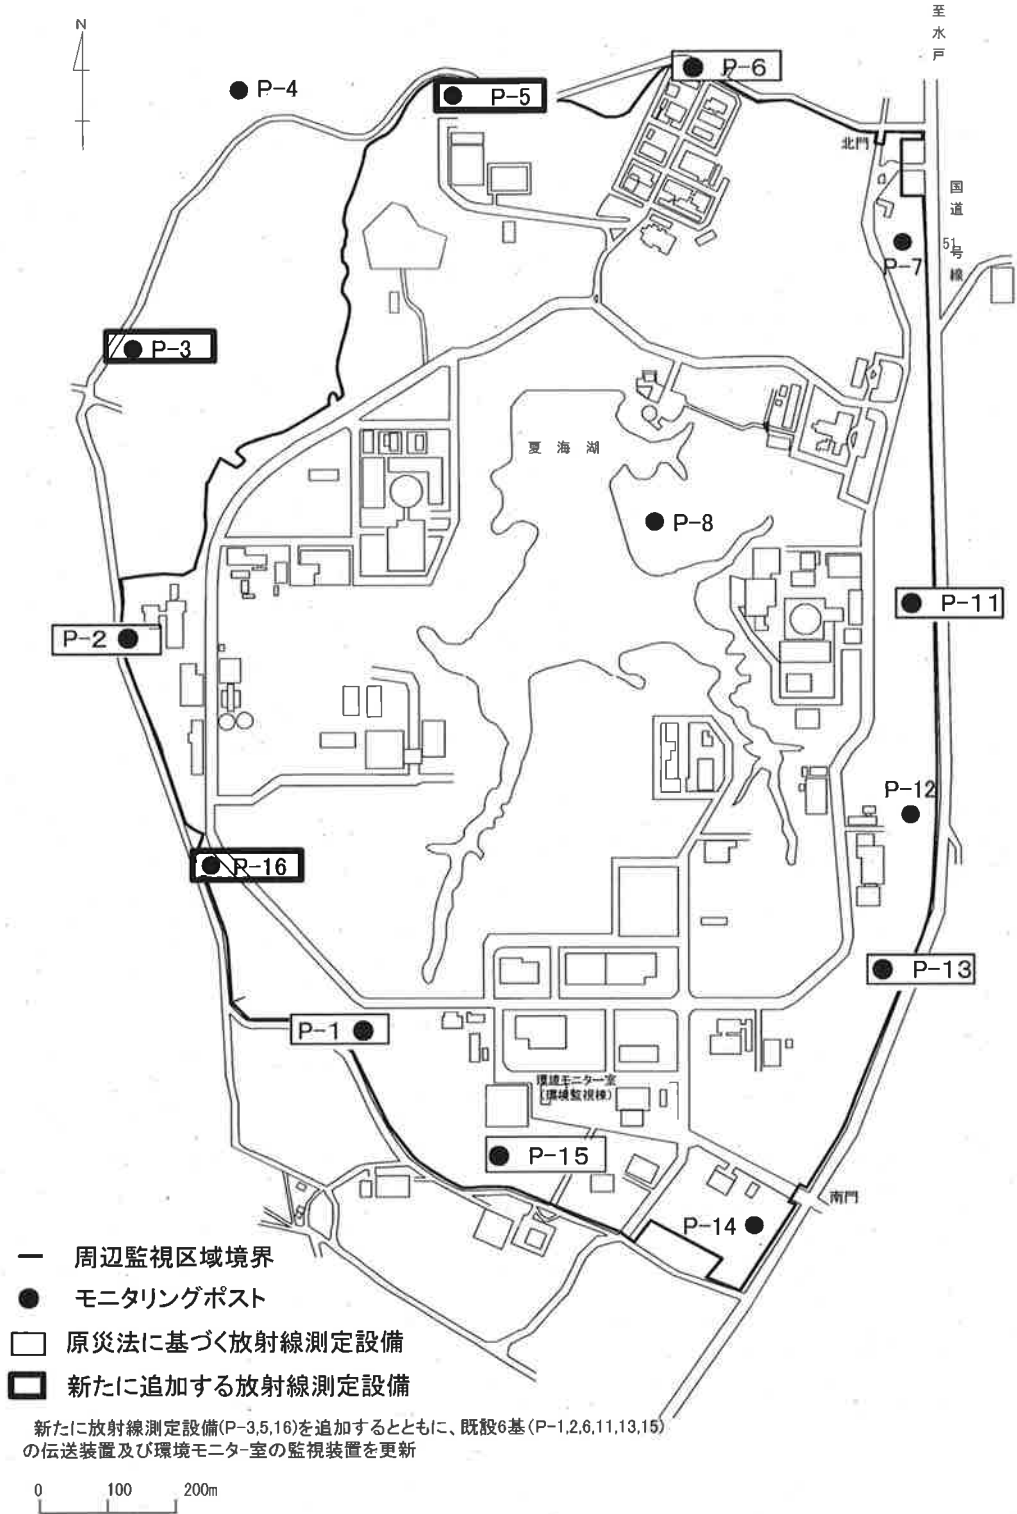 至水戸
N
P-6
P-4
P-5
北門
国道51号線
P-7
P-3
夏海湖
P-8
P-11
P-2
P-12
P-16
P-13
P-1
環境モニター室
(環境監視棟)
P-15
南門
P-14
周辺監視区域境界
モニタリングポスト
原災法に基づく放射線測定設備
新たに追加する放射線測定設備
新たに放射線測定設備(P-3,5,16)を追加するとともに、既設6基(P-1,2,6,11,13,15)
の伝送装置及び環境モニター室の監視装置を更新
0 100 200m